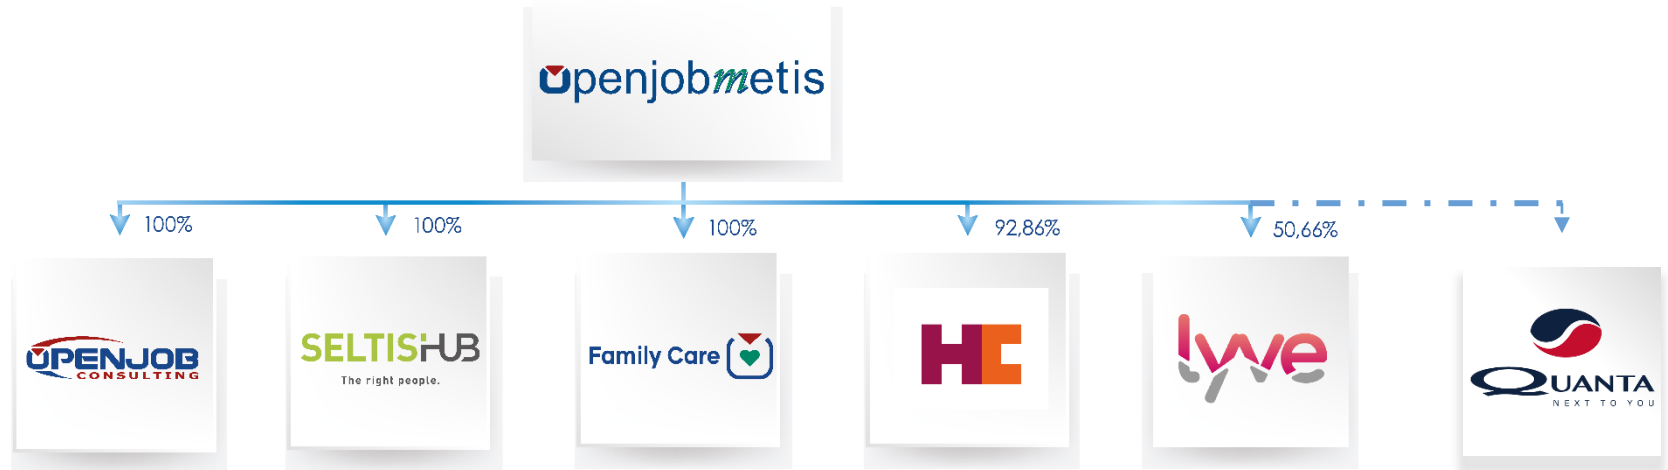 Openjobmetis
100%
100%
100%
92,86%
50,66%
OPENJOB
CONSULTING
SELTISHUB
The right people.
Family Care
HC
lyve
QUANTA
NEXT TO YOU